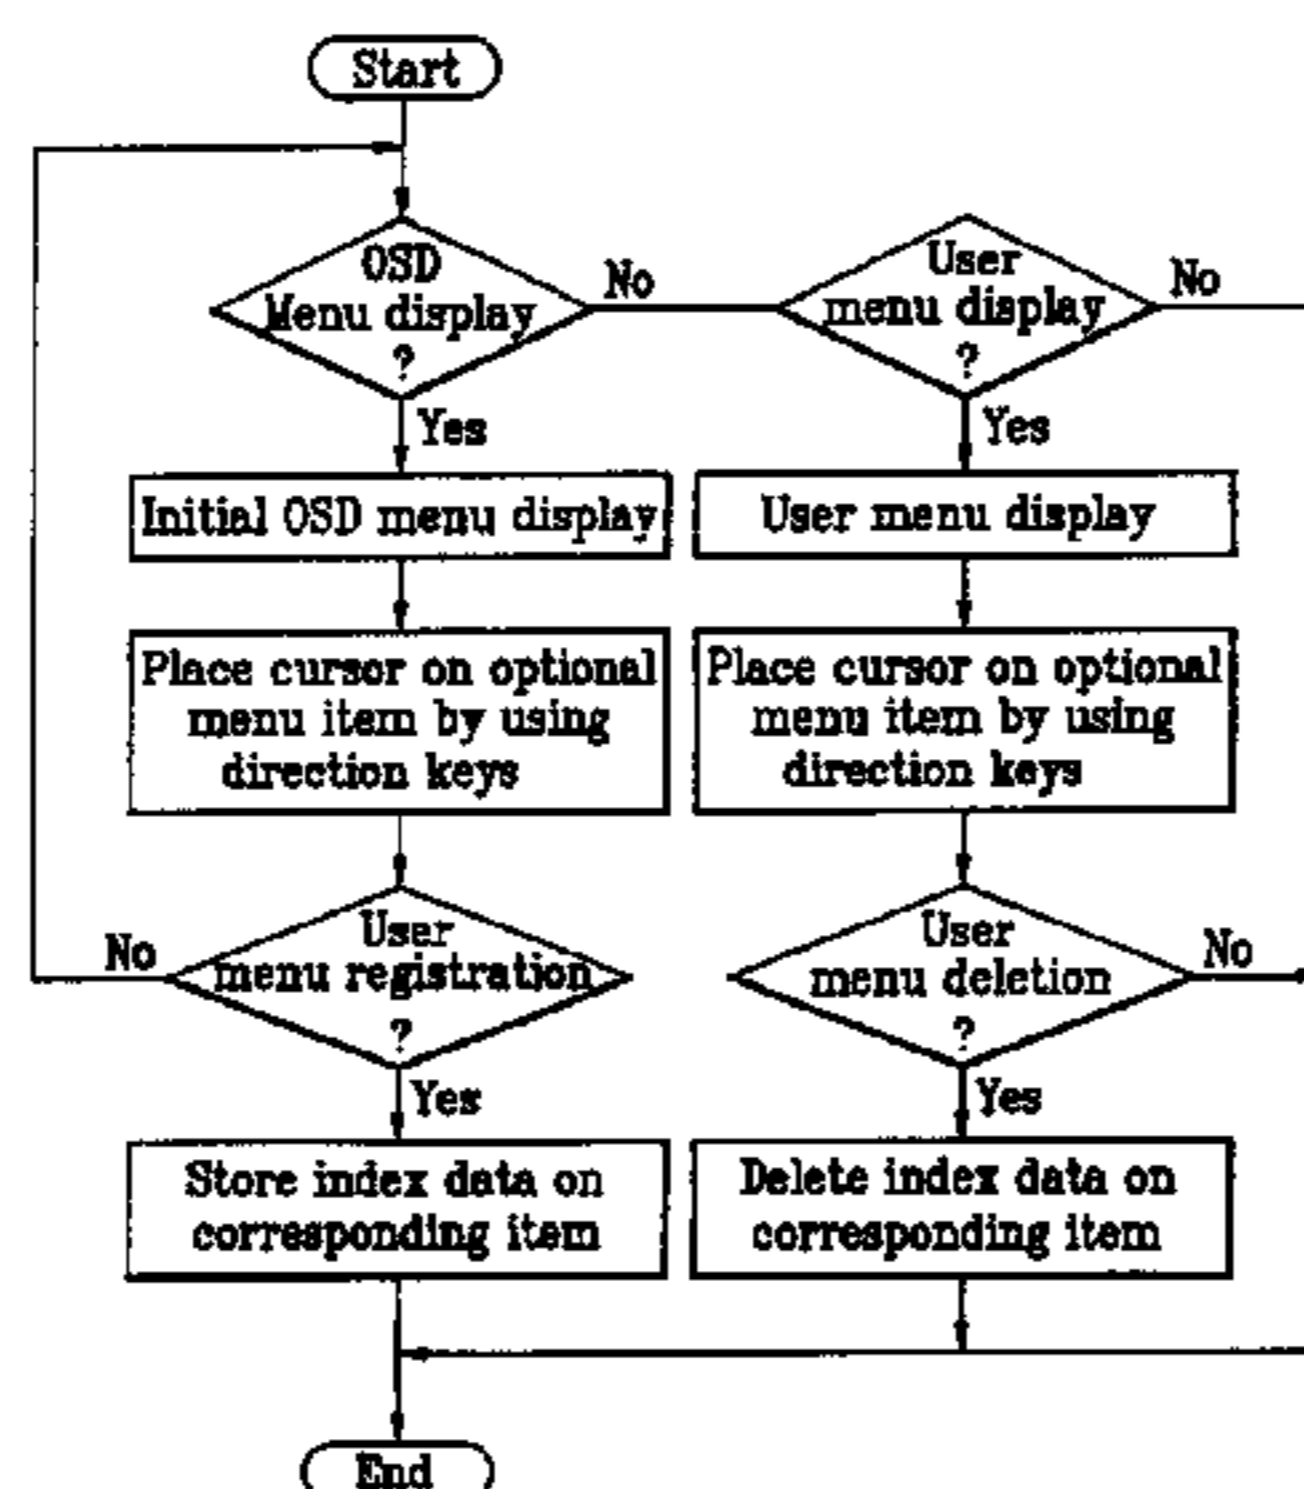 Start
OSD
Menu display
?
No
Yes
User
menu display
?
No
Yes
Initial OSD menu display
User menu display
Place cursor on optional
menu item by using
direction keys
Place cursor on optional
menu item by using
direction keys
User
menu registration
?
No
Yes
User
menu deletion
?
No
Yes
Store index data on
corresponding item
Delete index data on
corresponding item
End